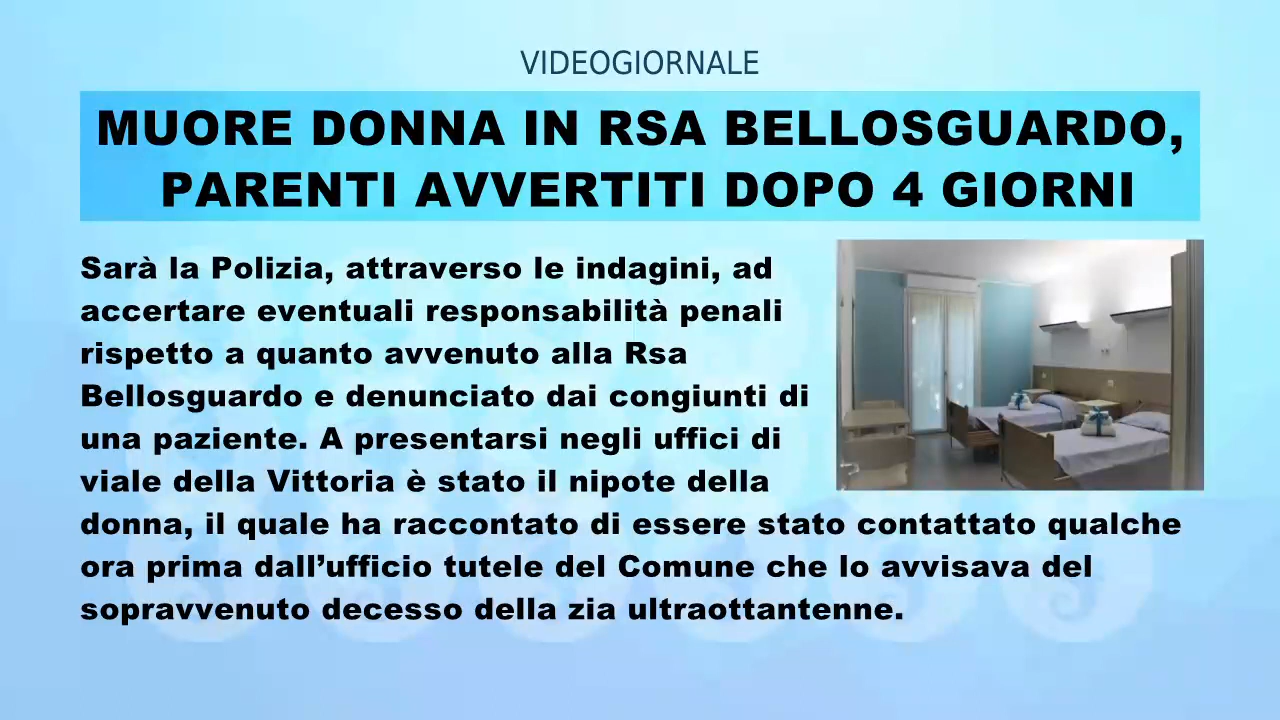 VIDEOGIORNALE
MUORE DONNA IN RSA BELLOSGUARDO,
PARENTI AVVERTITI DOPO 4 GIORNI
Sarà la Polizia, attraverso le indagini, ad
accertare eventuali responsabilità penali
rispetto a quanto avvenuto alla Rsa
Bellosguardo e denunciato dai congiunti di
una paziente. A presentarsi negli uffici di
viale della Vittoria è stato il nipote della
donna, il quale ha raccontato di essere stato contattato qualche
ora prima dall’ufficio tutele del Comune che lo avvisava del
sopravvenuto decesso della zia ultraottantenne.